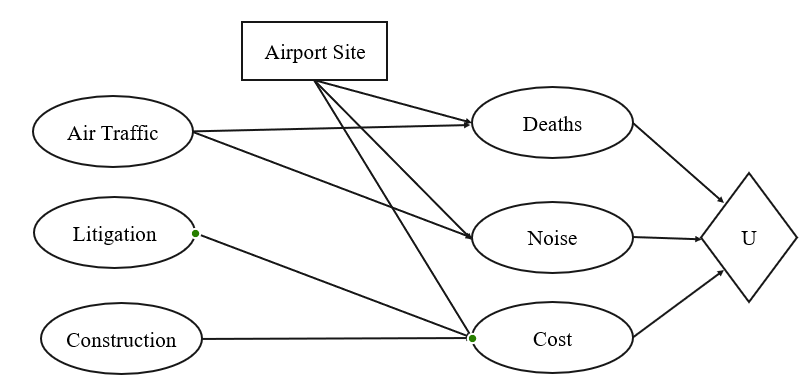 Airport Site
Air Traffic
Deaths
Litigation
Noise
U
Construction
Cost